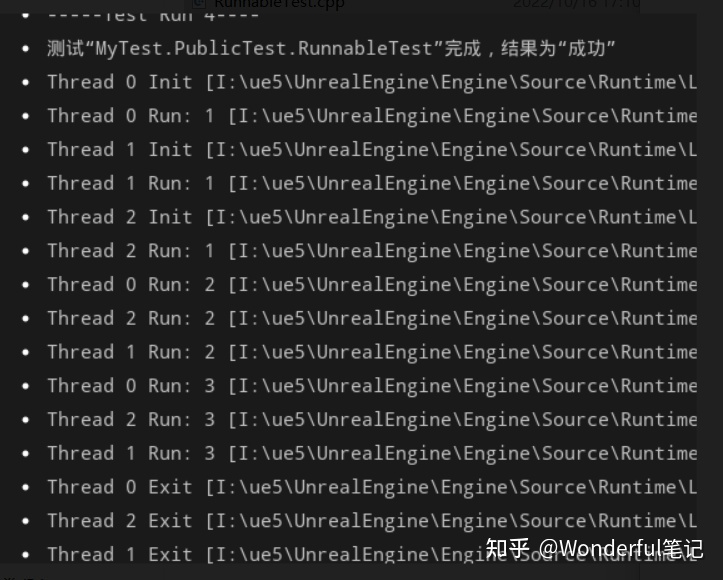 RunnableTest.cpp 2022/10/16 17:10
-----Test Run 4----
测试“MyTest.PublicTest.RunnableTest”完成，结果为“成功”
Thread 0 Init [I:\ue5\UnrealEngine\Engine\Source\Runtime\L
Thread 0 Run: 1 [I:\ue5\UnrealEngine\Engine\Source\Runtime
Thread 1 Init [I:\ue5\UnrealEngine\Engine\Source\Runtime\L
Thread 1 Run: 1 [I:\ue5\UnrealEngine\Engine\Source\Runtime
Thread 2 Init [I:\ue5\UnrealEngine\Engine\Source\Runtime\L
Thread 2 Run: 1 [I:\ue5\UnrealEngine\Engine\Source\Runtime
Thread 0 Run: 2 [I:\ue5\UnrealEngine\Engine\Source\Runtime
Thread 2 Run: 2 [I:\ue5\UnrealEngine\Engine\Source\Runtime
Thread 1 Run: 2 [I:\ue5\UnrealEngine\Engine\Source\Runtime
Thread 0 Run: 3 [I:\ue5\UnrealEngine\Engine\Source\Runtime
Thread 2 Run: 3 [I:\ue5\UnrealEngine\Engine\Source\Runtime
Thread 1 Run: 3 [I:\ue5\UnrealEngine\Engine\Source\Runtime
Thread 0 Exit [I:\ue5\UnrealEngine\Engine\Source\Runtime\L
Thread 2 Exit [I:\ue5\UnrealEngine\Engine\Source\Runtime\L
Thread 1 Exit [I:\ue5\UnrealEngine\Engine\Source\Runtime\L
知乎 @Wonderful笔记